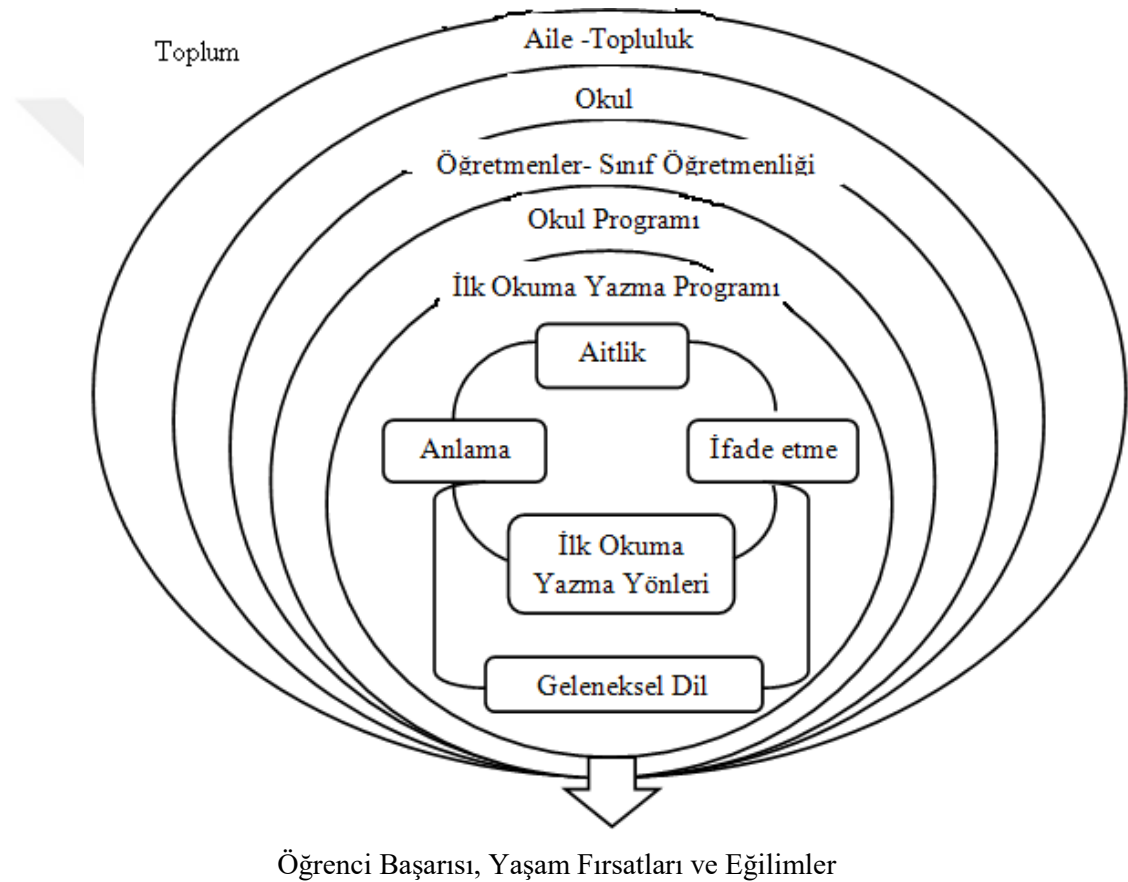 Toplum
Aile -Topluluk
Okul
Öğretmenler- Sınıf Öğretmenliği
Okul Programı
İlk Okuma Yazma Programı
Aitlik
Anlama
İfade etme
İlk Okuma
Yazma Yönleri
Geleneksel Dil
Öğrenci Başarısı, Yaşam Fırsatları ve Eğilimler